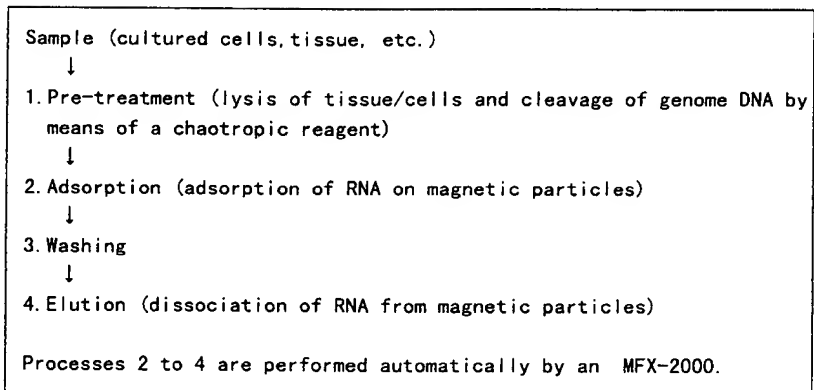 Sample (cultured cells, tissue, etc.)
↓
1. Pre-treatment (lysis of tissue/cells and cleavage of genome DNA by
means of a chaotropic reagent)
↓
2. Adsorption (adsorption of RNA on magnetic particles)
↓
3. Washing
↓
4. Elution (dissociation of RNA from magnetic particles)
Processes 2 to 4 are performed automatically by an MFX-2000.